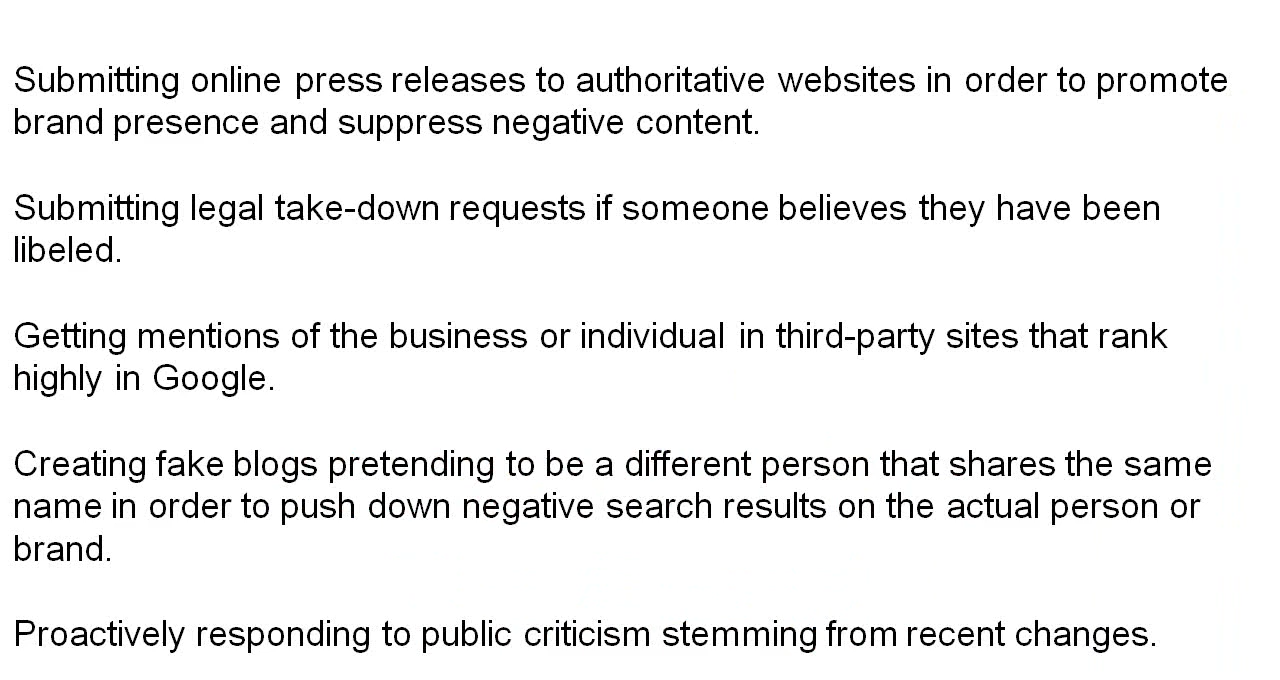 Submitting online press releases to authoritative websites in order to promote
brand presence and suppress negative content.
Submitting legal take-down requests if someone believes they have been
libeled.
Getting mentions of the business or individual in third-party sites that rank
highly in Google.
Creating fake blogs pretending to be a different person that shares the same
name in order to push down negative search results on the actual person or
brand.
Proactively responding to public criticism stemming from recent changes.